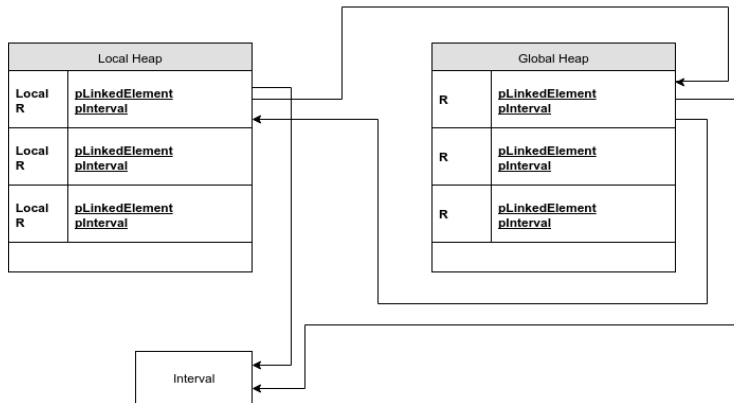 Local Heap
Local
R
pLinkedElement
pInterval
Local
R
pLinkedElement
pInterval
Local
R
pLinkedElement
pInterval
Global Heap
R
pLinkedElement
pInterval
R
pLinkedElement
pInterval
R
pLinkedElement
pInterval
Interval